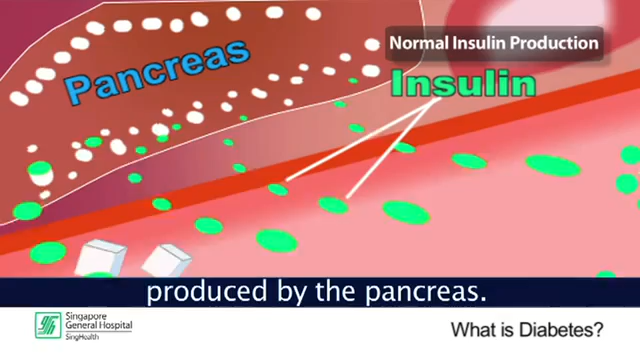 Normal Insulin Production
Pancreas
Insulin
produced by the pancreas.
Singapore
General Hospital
SingHealth
What is Diabetes?